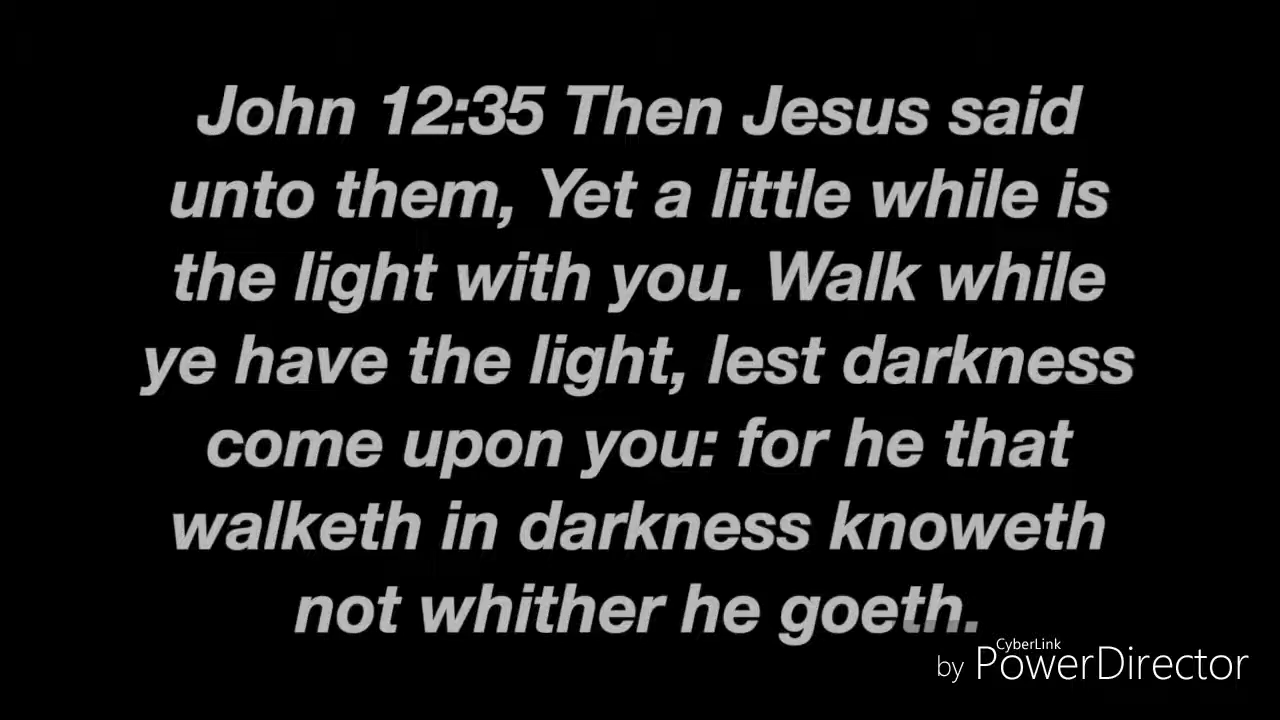 John 12:35 Then Jesus said
unto them, Yet a little while is
the light with you. Walk while
ye have the light, lest darkness
come upon you: for he that
walketh in darkness knoweth
not whither he goeth.
CyberLink
by PowerDirector